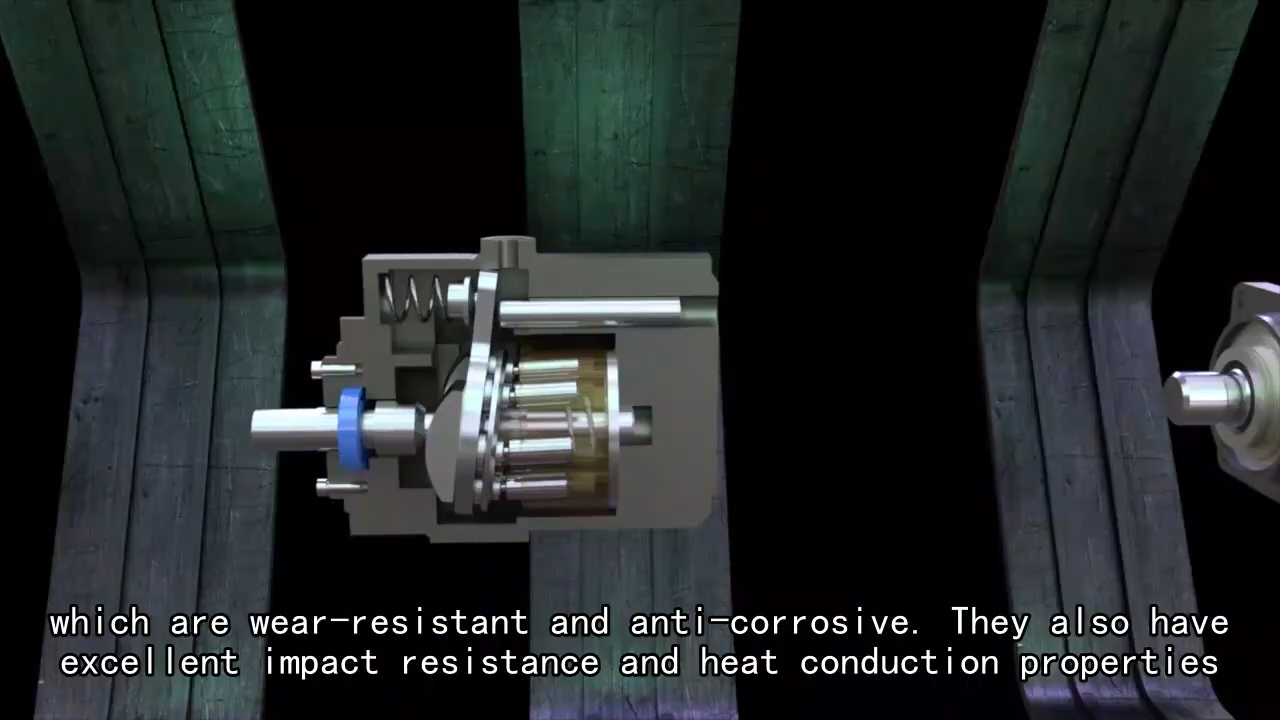 which are wear-resistant and anti-corrosive. They also have
excellent impact resistance and heat conduction properties